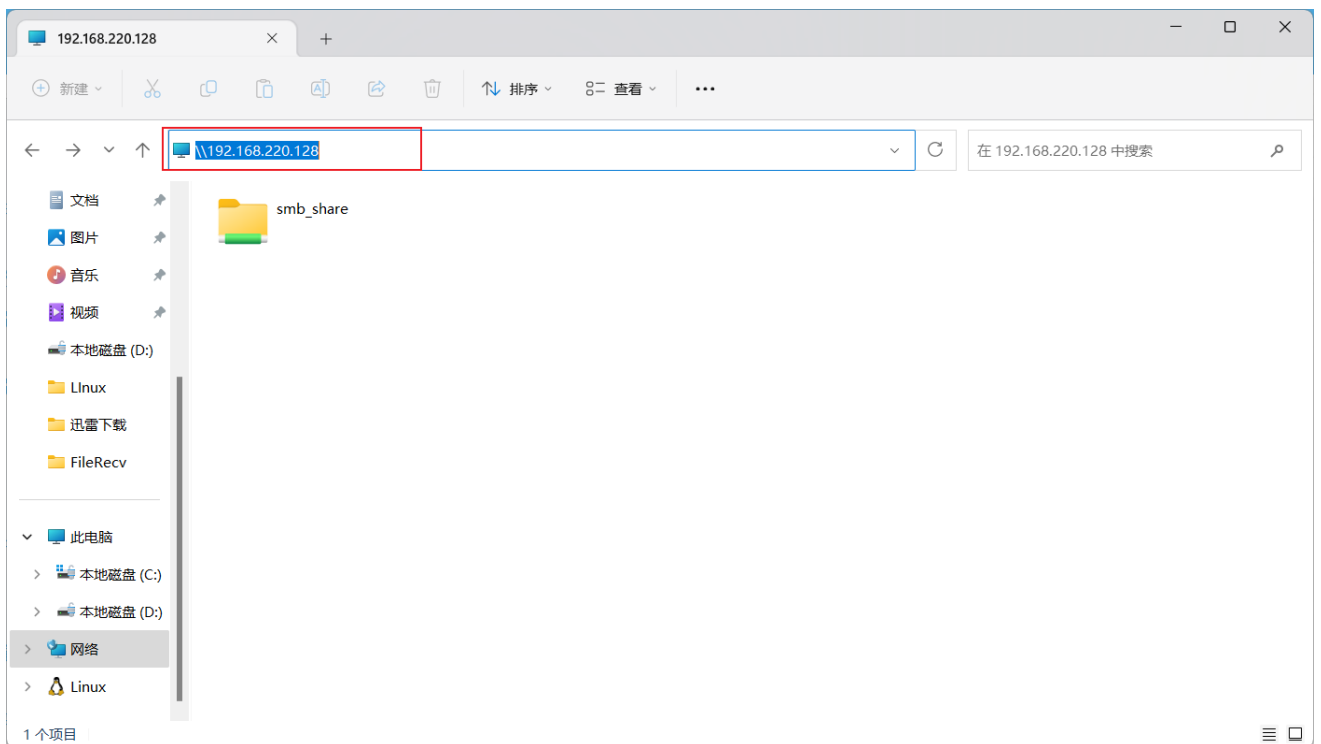 192.168.220.128
新建
排序
查看
\\192.168.220.128
在 192.168.220.128 中搜索
文档
图片
音乐
视频
本地磁盘 (D:)
LInux
迅雷下载
FileRecv
此电脑
本地磁盘 (C:)
本地磁盘 (D:)
网络
Linux
smb_share
1 个项目